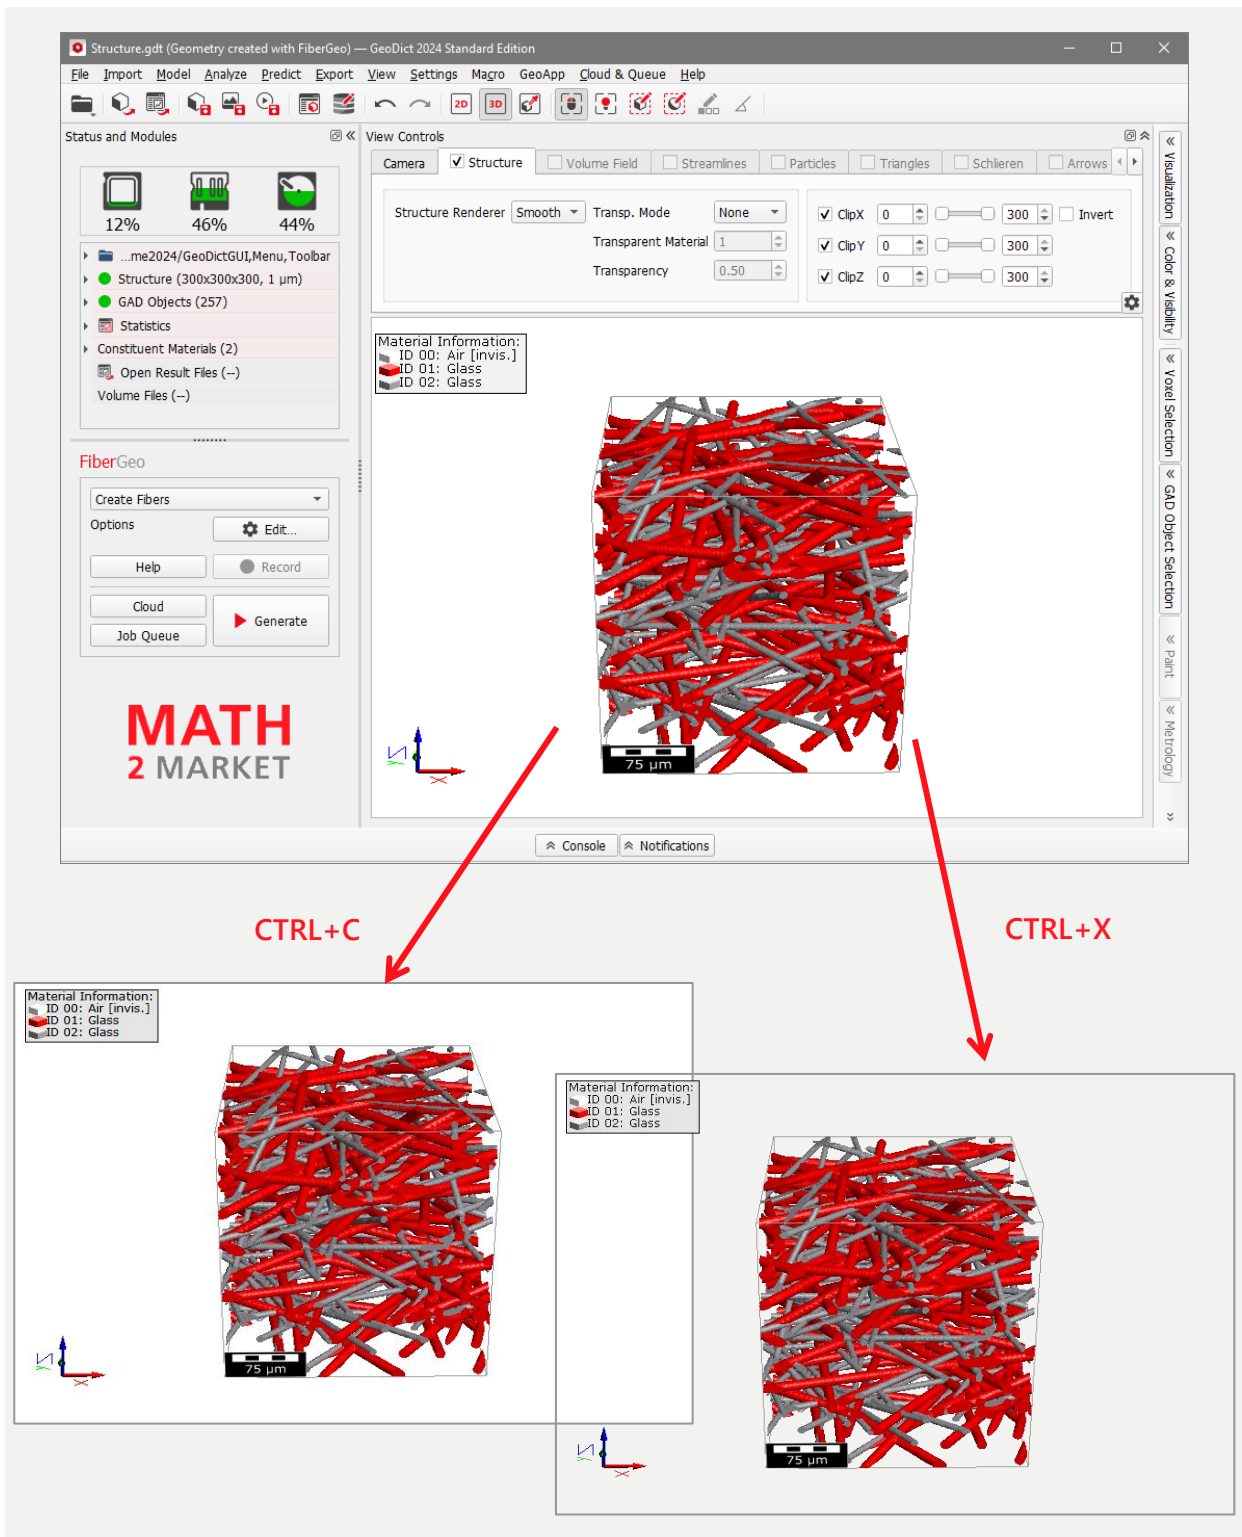 Structure.gdt (Geometry created with FiberGeo) — GeoDict 2024 Standard Edition
File Import Model Analyze Predict Export View Settings Macro GeoApp Cloud & Queue Help
2D 3D
Status and Modules
12% 46% 44%
...me2024/GeoDictGUI,Menu,Toolbar
Structure (300x300x300, 1 µm)
GAD Objects (257)
Statistics
Constituent Materials (2)
Open Result Files (--)
Volume Files (--)
FiberGeo
Create Fibers
Options Edit...
Help Record
Cloud
Generate
Job Queue
MATH
2 MARKET
View Controls
Camera Structure Volume Field Streamlines Particles Triangles Schlieren Arrows
Structure Renderer Smooth Transp. Mode None
Transparent Material 1
Transparency 0.50
ClipX 0 300 Invert
ClipY 0 300
ClipZ 0 300
Material Information:
ID 00: Air [invis.]
ID 01: Glass
ID 02: Glass
75 µm
Z
Y
X
Visualization
Color & Visibility
Voxel Selection
GAD Object Selection
Paint
Metrology
Console Notifications
CTRL+C
CTRL+X
Material Information:
ID 00: Air [invis.]
ID 01: Glass
ID 02: Glass
75 µm
Z
Y
X
Material Information:
ID 00: Air [invis.]
ID 01: Glass
ID 02: Glass
75 µm
Z
Y
X